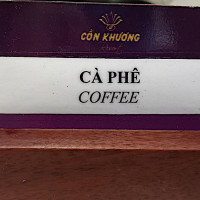 CÔN KHƯƠNG
CÀ PHÊ
COFFEE